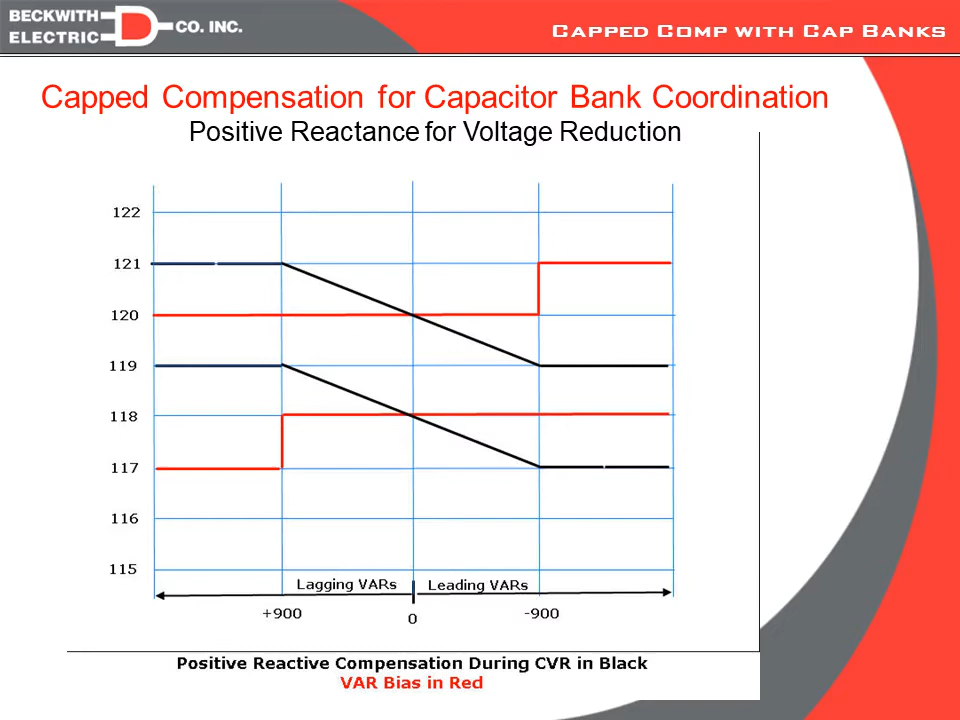 BECKWITH
ELECTRIC CO. INC.
CAPPED COMP WITH CAP BANKS
Capped Compensation for Capacitor Bank Coordination
Positive Reactance for Voltage Reduction
122
121
120
119
118
117
116
115
Lagging VARs Leading VARs
+900 0 -900
Positive Reactive Compensation During CVR in Black
VAR Bias in Red